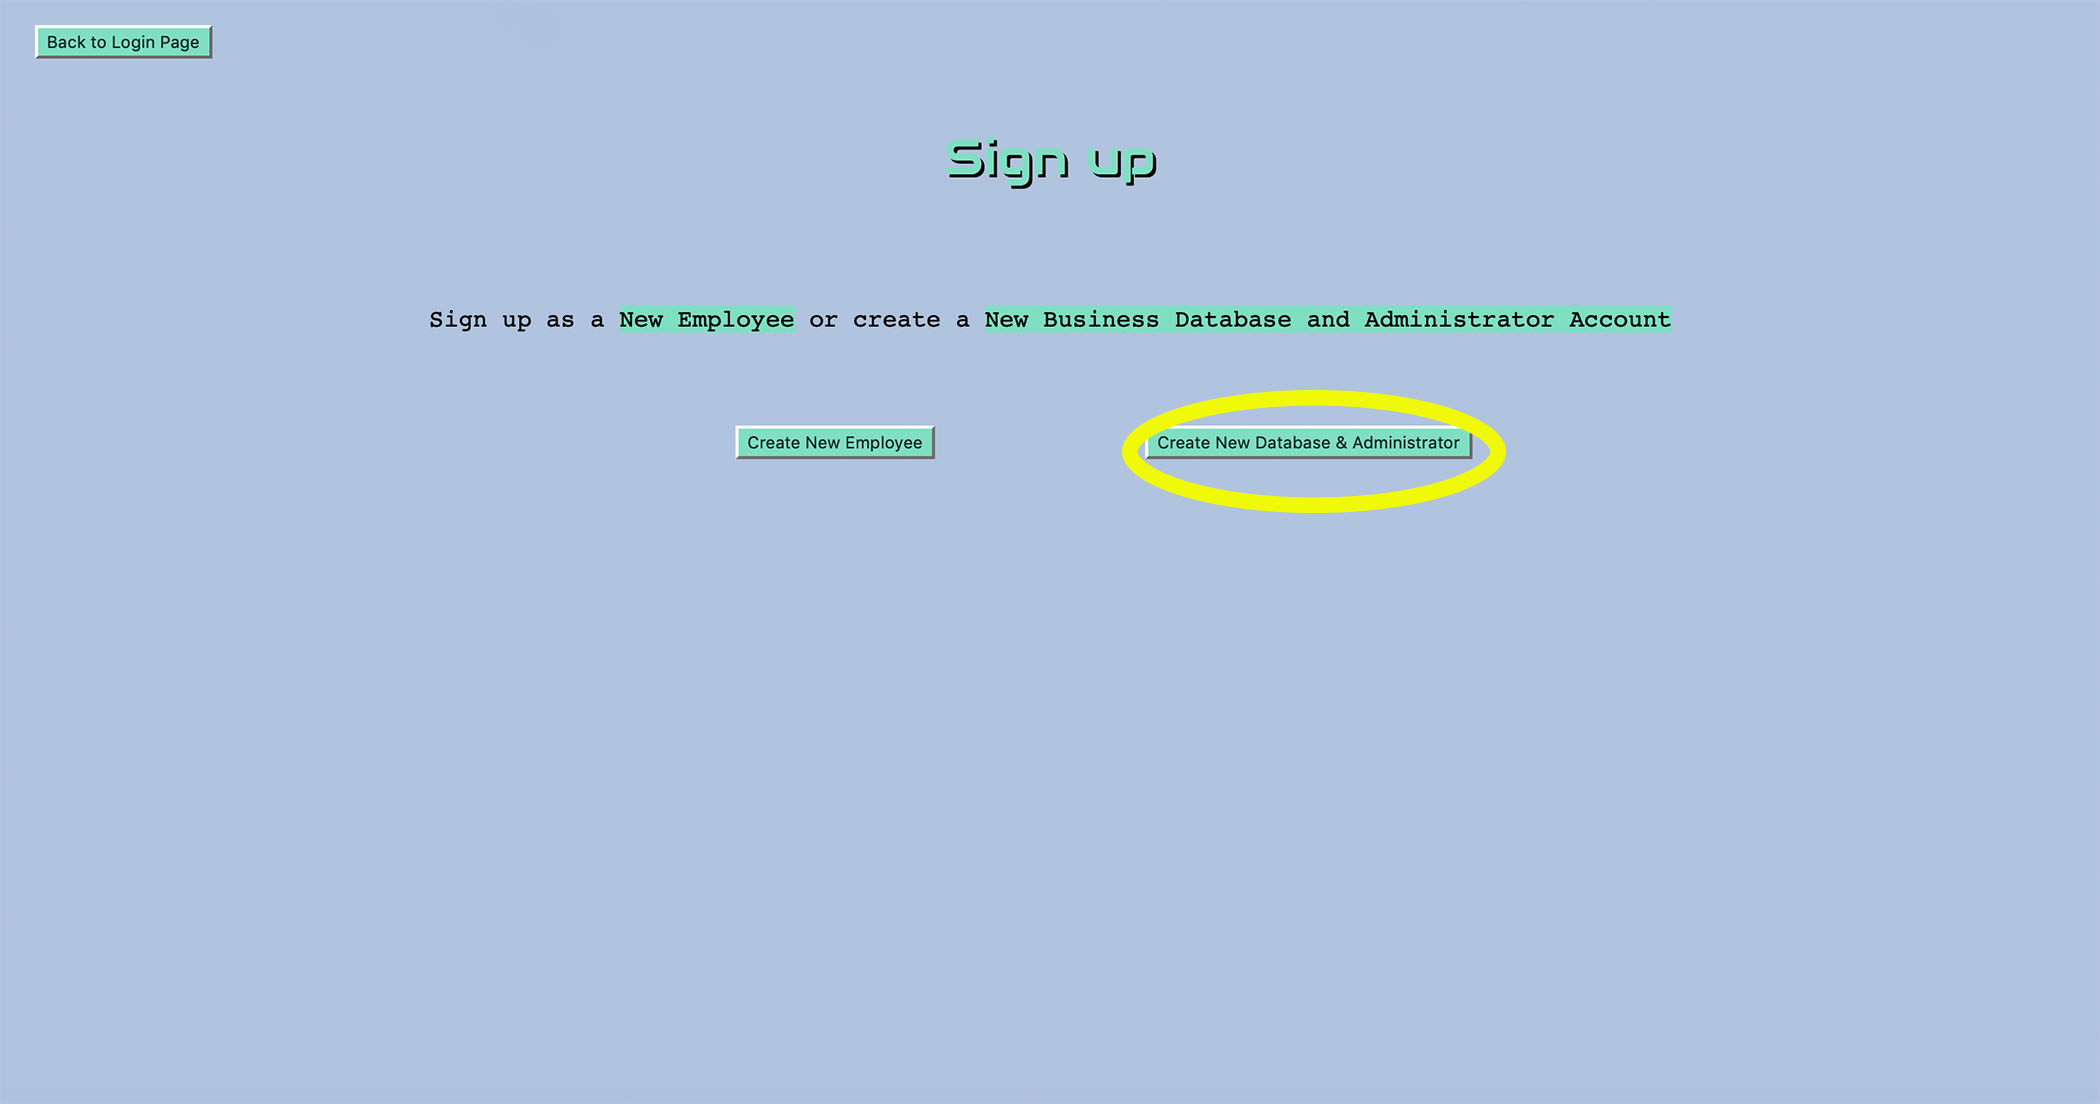 Back to Login Page
Sign up
Sign up as a New Employee or create a New Business Database and Administrator Account
Create New Employee
Create New Database & Administrator